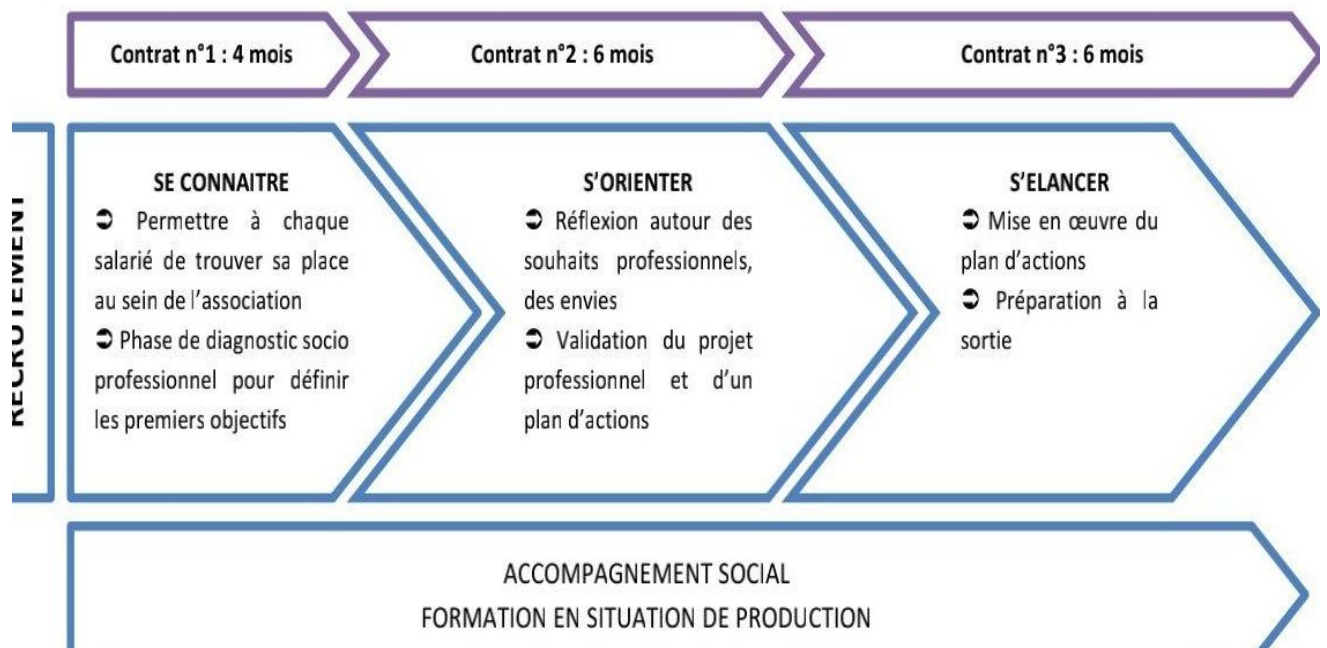 Contrat n°1 : 4 mois
Contrat n°2 : 6 mois
Contrat n°3 : 6 mois
RECRUTEMENT
SE CONNAITRE
➲ Permettre à chaque
salarié de trouver sa place
au sein de l’association
➲ Phase de diagnostic socio
professionnel pour définir
les premiers objectifs
S’ORIENTER
➲ Réflexion autour des
souhaits professionnels,
des envies
➲ Validation du projet
professionnel et d’un
plan d’actions
S’ELANCER
➲ Mise en œuvre du
plan d’actions
➲ Préparation à la
sortie
ACCOMPAGNEMENT SOCIAL
FORMATION EN SITUATION DE PRODUCTION